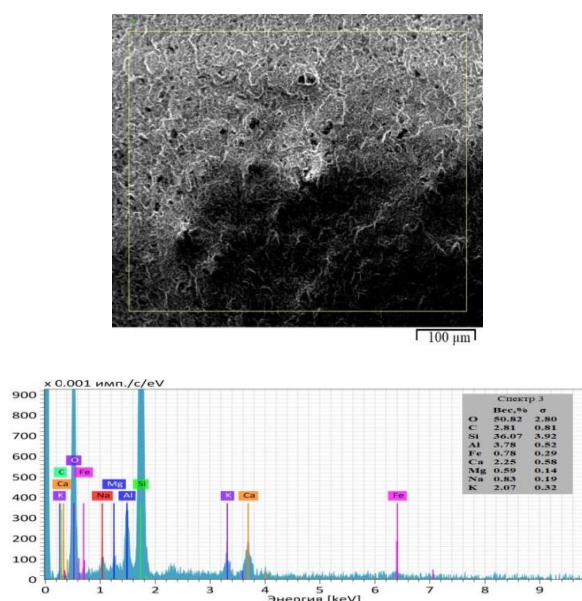 100 µm
x 0.001 имп./с/eV
900
800
700
600
500
400
300
200
100
0
Спектр 3
Вес,% σ
O 50.82 2.80
C 2.81 0.81
Si 36.07 3.92
Al 3.78 0.52
Fe 0.78 0.29
Ca 2.25 0.58
Mg 0.59 0.14
Na 0.83 0.19
K 2.07 0.32
O
C Fe Mg
Ca Na Al Si K Ca Fe
K
0 1 2 3 4 5 6 7 8 9
Энергия [keV]